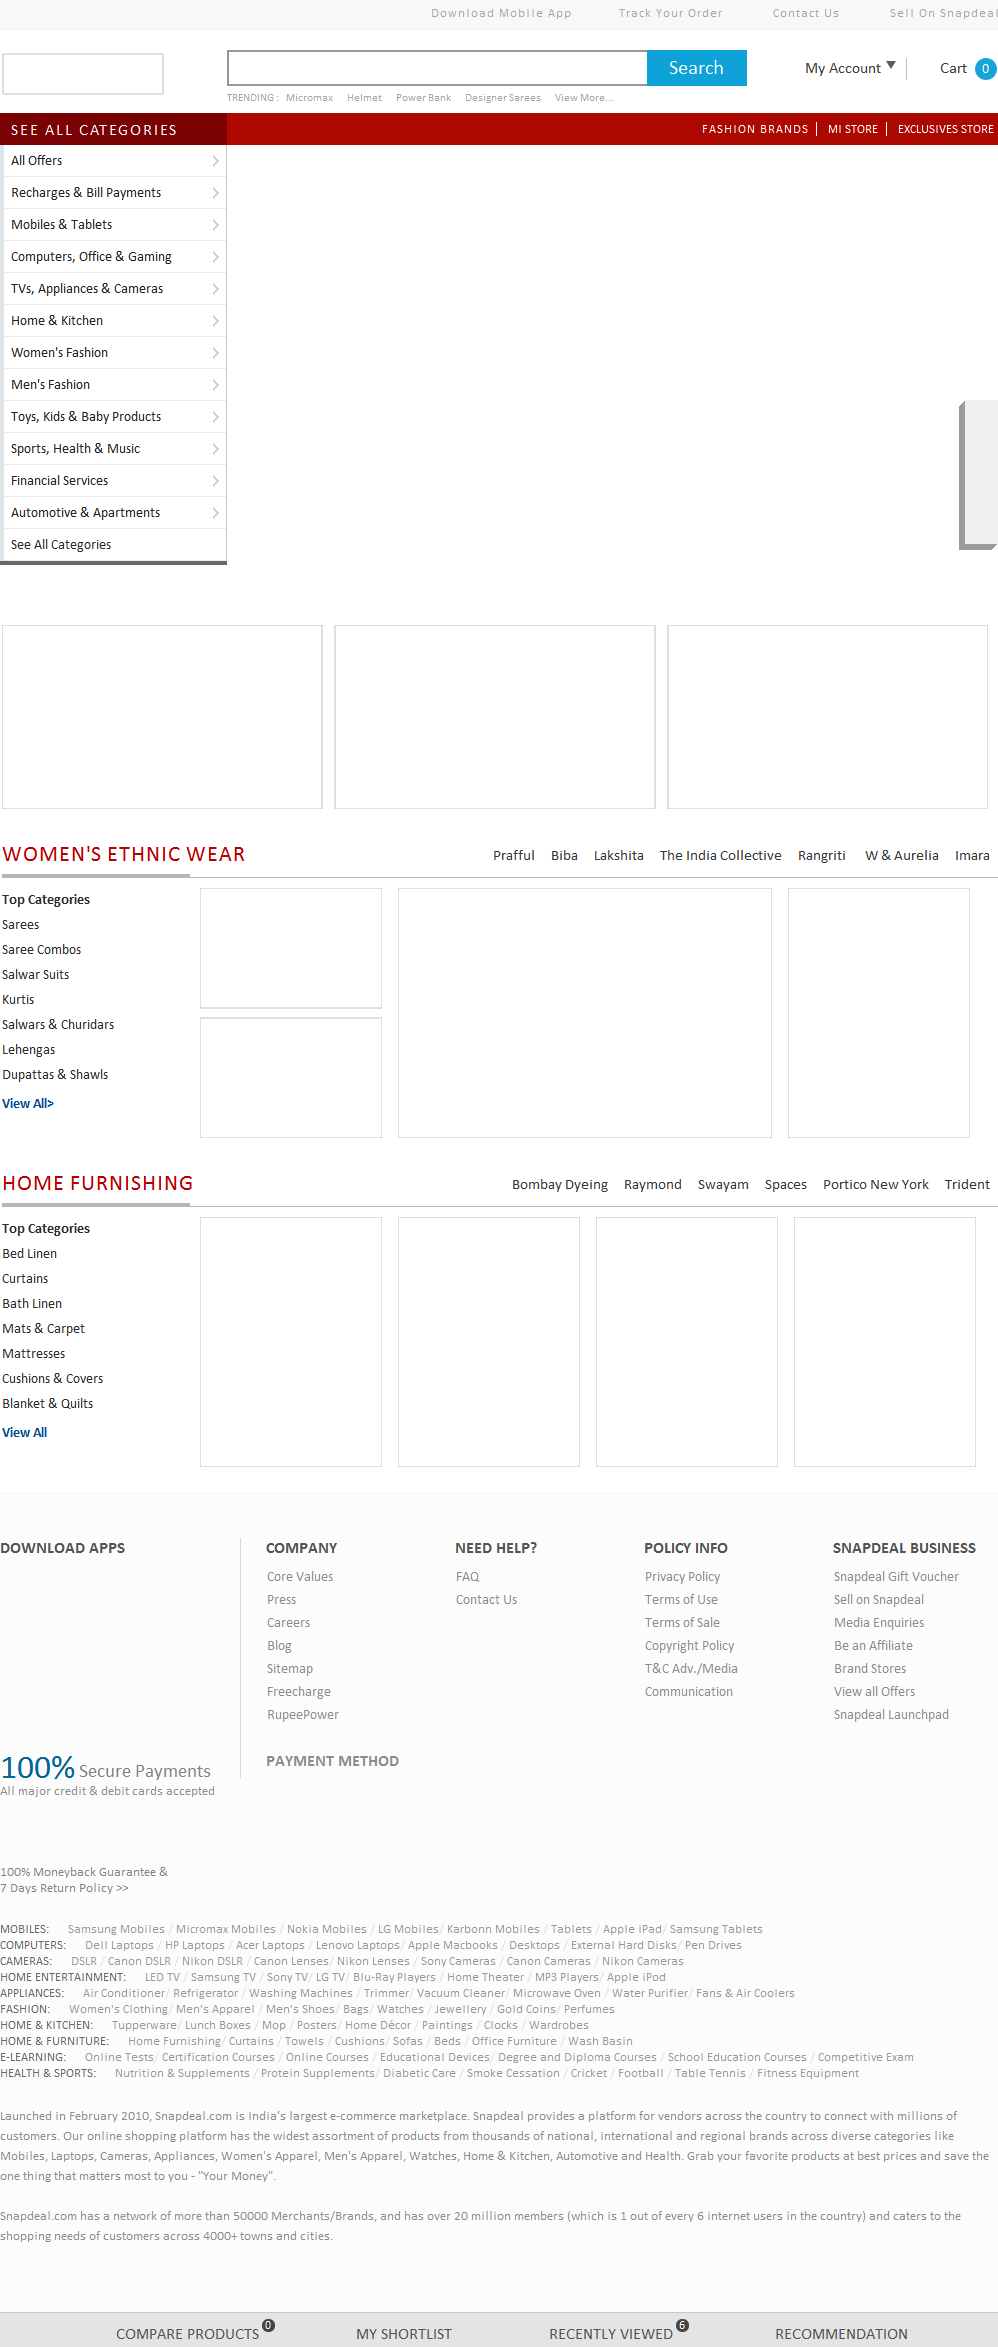 Download Mobile App Track Your Order Contact Us Sell On Snapdeal
Search
My Account Cart 0
TRENDING: Micromax Helmet Power Bank Designer Sarees View More...
SEE ALL CATEGORIES FASHION BRANDS MI STORE EXCLUSIVES STORE
All Offers
Recharges & Bill Payments
Mobiles & Tablets
Computers, Office & Gaming
TVs, Appliances & Cameras
Home & Kitchen
Women's Fashion
Men's Fashion
Toys, Kids & Baby Products
Sports, Health & Music
Financial Services
Automotive & Apartments
See All Categories
WOMEN'S ETHNIC WEAR Prafful Biba Lakshita The India Collective Rangriti W & Aurelia Imara
Top Categories
Sarees
Saree Combos
Salwar Suits
Kurtis
Salwars & Churidars
Lehengas
Dupattas & Shawls
View All>
HOME FURNISHING Bombay Dyeing Raymond Swayam Spaces Portico New York Trident
Top Categories
Bed Linen
Curtains
Bath Linen
Mats & Carpet
Mattresses
Cushions & Covers
Blanket & Quilts
View All
DOWNLOAD APPS
100% Secure Payments
All major credit & debit cards accepted
COMPANY
Core Values
Press
Careers
Blog
Sitemap
Freecharge
RupeePower
NEED HELP?
FAQ
Contact Us
POLICY INFO
Privacy Policy
Terms of Use
Terms of Sale
Copyright Policy
T&C Adv./Media
Communication
SNAPDEAL BUSINESS
Snapdeal Gift Voucher
Sell on Snapdeal
Media Enquiries
Be an Affiliate
Brand Stores
View all Offers
Snapdeal Launchpad
PAYMENT METHOD
100% Moneyback Guarantee &
7 Days Return Policy >>
MOBILES: Samsung Mobiles / Micromax Mobiles / Nokia Mobiles / LG Mobiles/ Karbonn Mobiles / Tablets / Apple iPad/ Samsung Tablets
COMPUTERS: Dell Laptops / HP Laptops / Acer Laptops / Lenovo Laptops/ Apple Macbooks / Desktops / External Hard Disks/ Pen Drives
CAMERAS: DSLR / Canon DSLR / Nikon DSLR / Canon Lenses/ Nikon Lenses / Sony Cameras / Canon Cameras / Nikon Cameras
HOME ENTERTAINMENT: LED TV / Samsung TV / Sony TV/ LG TV/ Blu-Ray Players / Home Theater / MP3 Players/ Apple iPod
APPLIANCES: Air Conditioner/ Refrigerator / Washing Machines / Trimmer/ Vacuum Cleaner/ Microwave Oven / Water Purifier/ Fans & Air Coolers
FASHION: Women's Clothing/ Men's Apparel / Men's Shoes/ Bags/ Watches / Jewellery / Gold Coins/ Perfumes
HOME & KITCHEN: Tupperware/ Lunch Boxes / Mop / Posters/ Home Décor / Paintings / Clocks / Wardrobes
HOME & FURNITURE: Home Furnishing/ Curtains / Towels / Cushions/ Sofas / Beds / Office Furniture / Wash Basin
E-LEARNING: Online Tests/ Certification Courses / Online Courses / Educational Devices/ Degree and Diploma Courses / School Education Courses / Competitive Exam
HEALTH & SPORTS: Nutrition & Supplements / Protein Supplements/ Diabetic Care / Smoke Cessation / Cricket / Football / Table Tennis / Fitness Equipment
Launched in February 2010, Snapdeal.com is India's largest e-commerce marketplace. Snapdeal provides a platform for vendors across the country to connect with millions of
customers. Our online shopping platform has the widest assortment of products from thousands of national, international and regional brands across diverse categories like
Mobiles, Laptops, Cameras, Appliances, Women's Apparel, Men's Apparel, Watches, Home & Kitchen, Automotive and Health. Grab your favorite products at best prices and save the
one thing that matters most to you - "Your Money".
Snapdeal.com has a network of more than 50000 Merchants/Brands, and has over 20 million members (which is 1 out of every 6 internet users in the country) and caters to the
shopping needs of customers across 4000+ towns and cities.
COMPARE PRODUCTS 0 MY SHORTLIST RECENTLY VIEWED 6 RECOMMENDATION